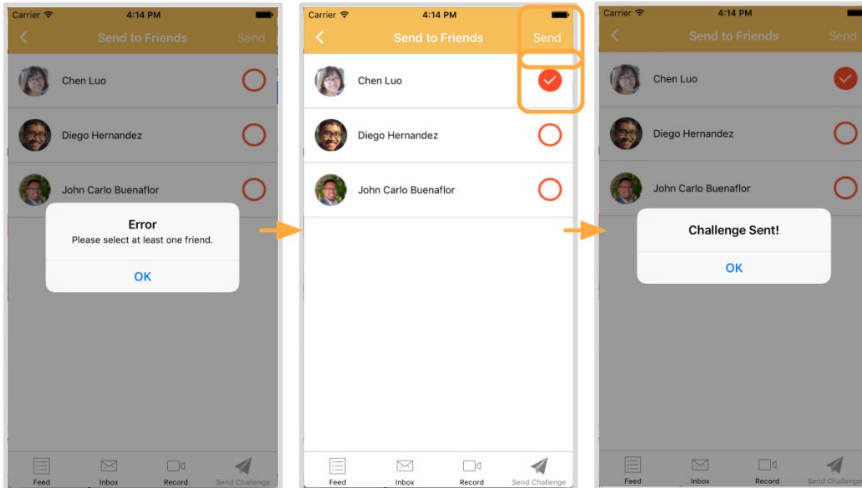 Carrier 4:14 PM
Send to Friends Send
Chen Luo
Diego Hernandez
John Carlo Buenaflor
Error
Please select at least one friend.
OK
Feed Inbox Record Send Challenge
Carrier 4:14 PM
Send to Friends Send
Chen Luo
Diego Hernandez
John Carlo Buenaflor
Feed Inbox Record Send Challenge
Carrier 4:14 PM
Send to Friends Send
Chen Luo
Diego Hernandez
John Carlo Buenaflor
Challenge Sent!
OK
Feed Inbox Record Send Challenge